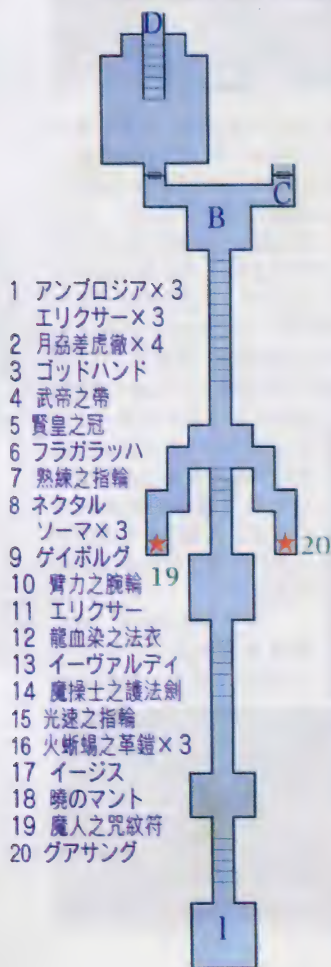 D
C
B
1 アンブロジア×3
エリクサー×3
2 月姦差虎徹×4
3 ゴッドハンド
4 武帝之帶
5 賢皇之冠
6 フラガラッハ
7 熟練之指輪
8 ネクタル
ソーマ×3
9 ゲイボルグ
10 臂力之腕輪
11 エリクサー
12 龍血染之法衣
13 イーヴァルディ
14 魔操士之護法劍
15 光速之指輪
16 火蜥蜴之革鎧×3
17 イージス
18 曉のマント
19 魔人之咒紋符
20 グアサング
19
20
1